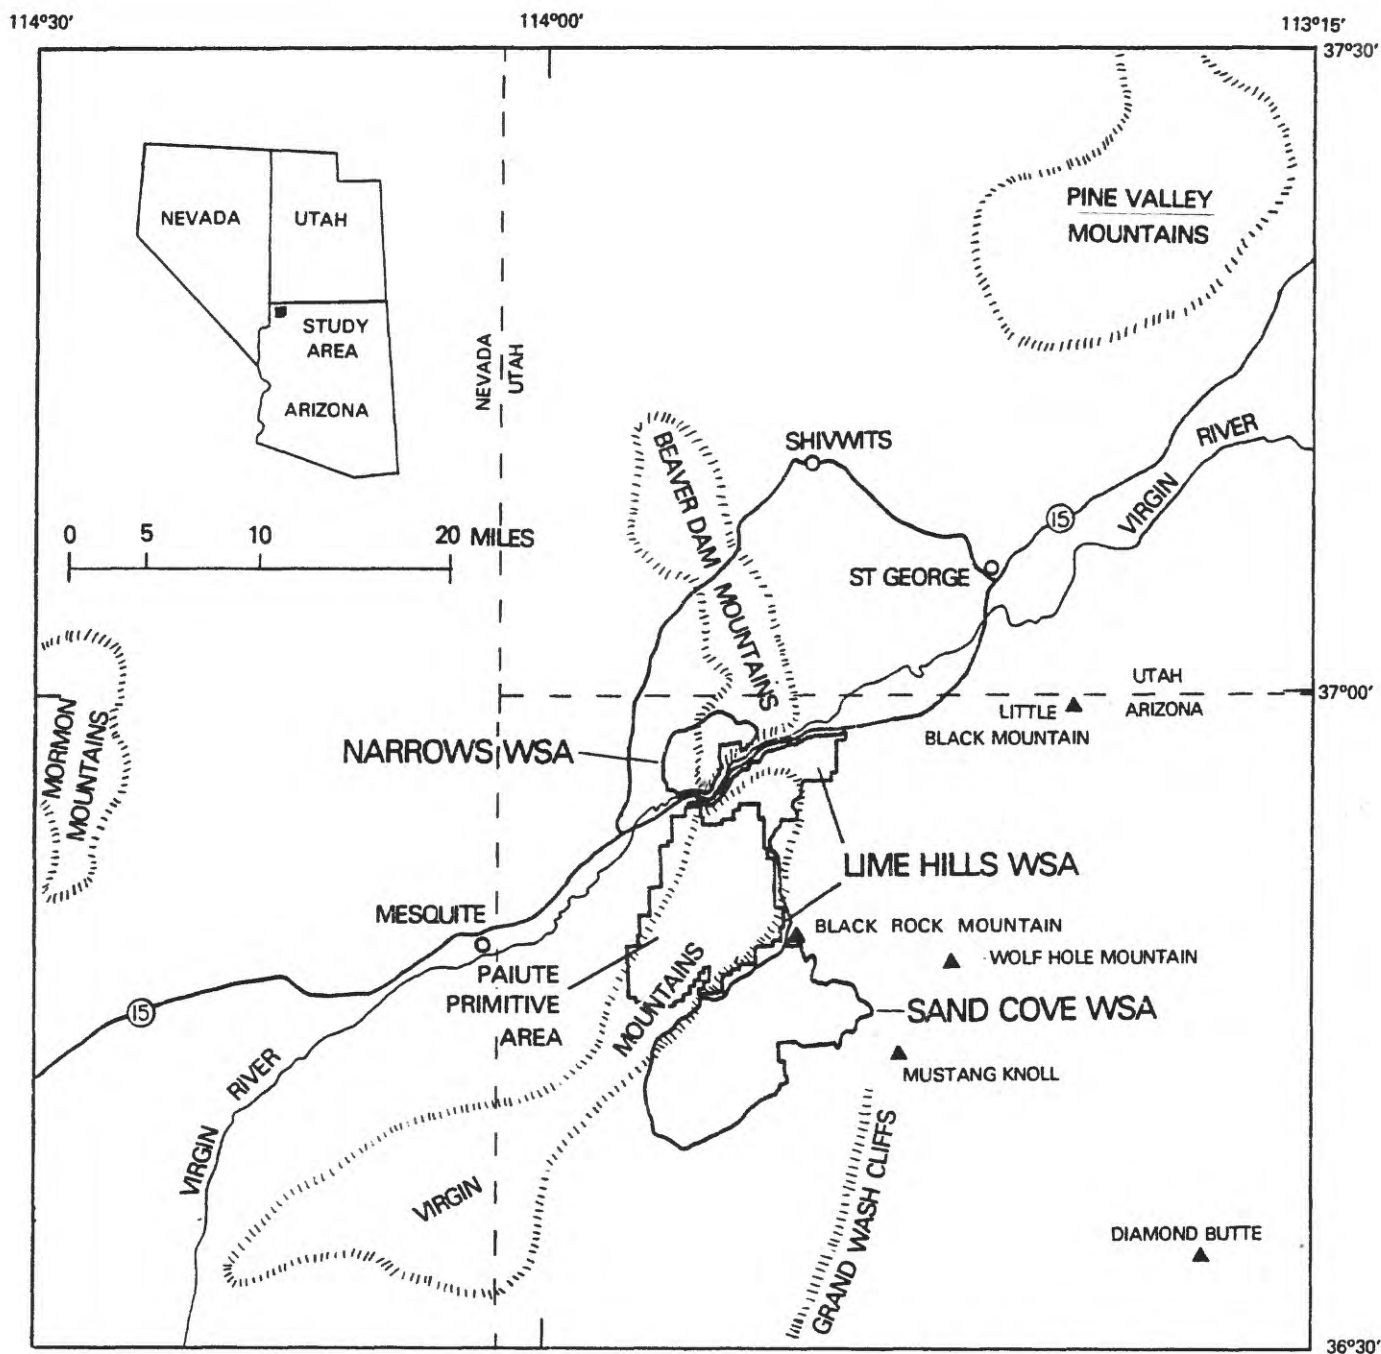 114°30'
114°00'
113°15'
37°30'
NEVADA
UTAH
STUDY
AREA
ARIZONA
PINE VALLEY
MOUNTAINS
NEVADA
UTAH
SHIVWITS
RIVER
VIRGIN
15
BEAVER DAM
MOUNTAINS
0 5 10 20 MILES
ST GEORGE
UTAH
ARIZONA
37°00'
LITTLE
BLACK MOUNTAIN
MORMON
MOUNTAINS
NARROWS WSA
LIME HILLS WSA
MESQUITE
BLACK ROCK MOUNTAIN
WOLF HOLE MOUNTAIN
PAIUTE
PRIMITIVE
AREA
MOUNTAINS
SAND COVE WSA
15
MUSTANG KNOLL
RIVER
VIRGIN
VIRGIN
GRAND WASH CLIFFS
DIAMOND BUTTE
36°30'